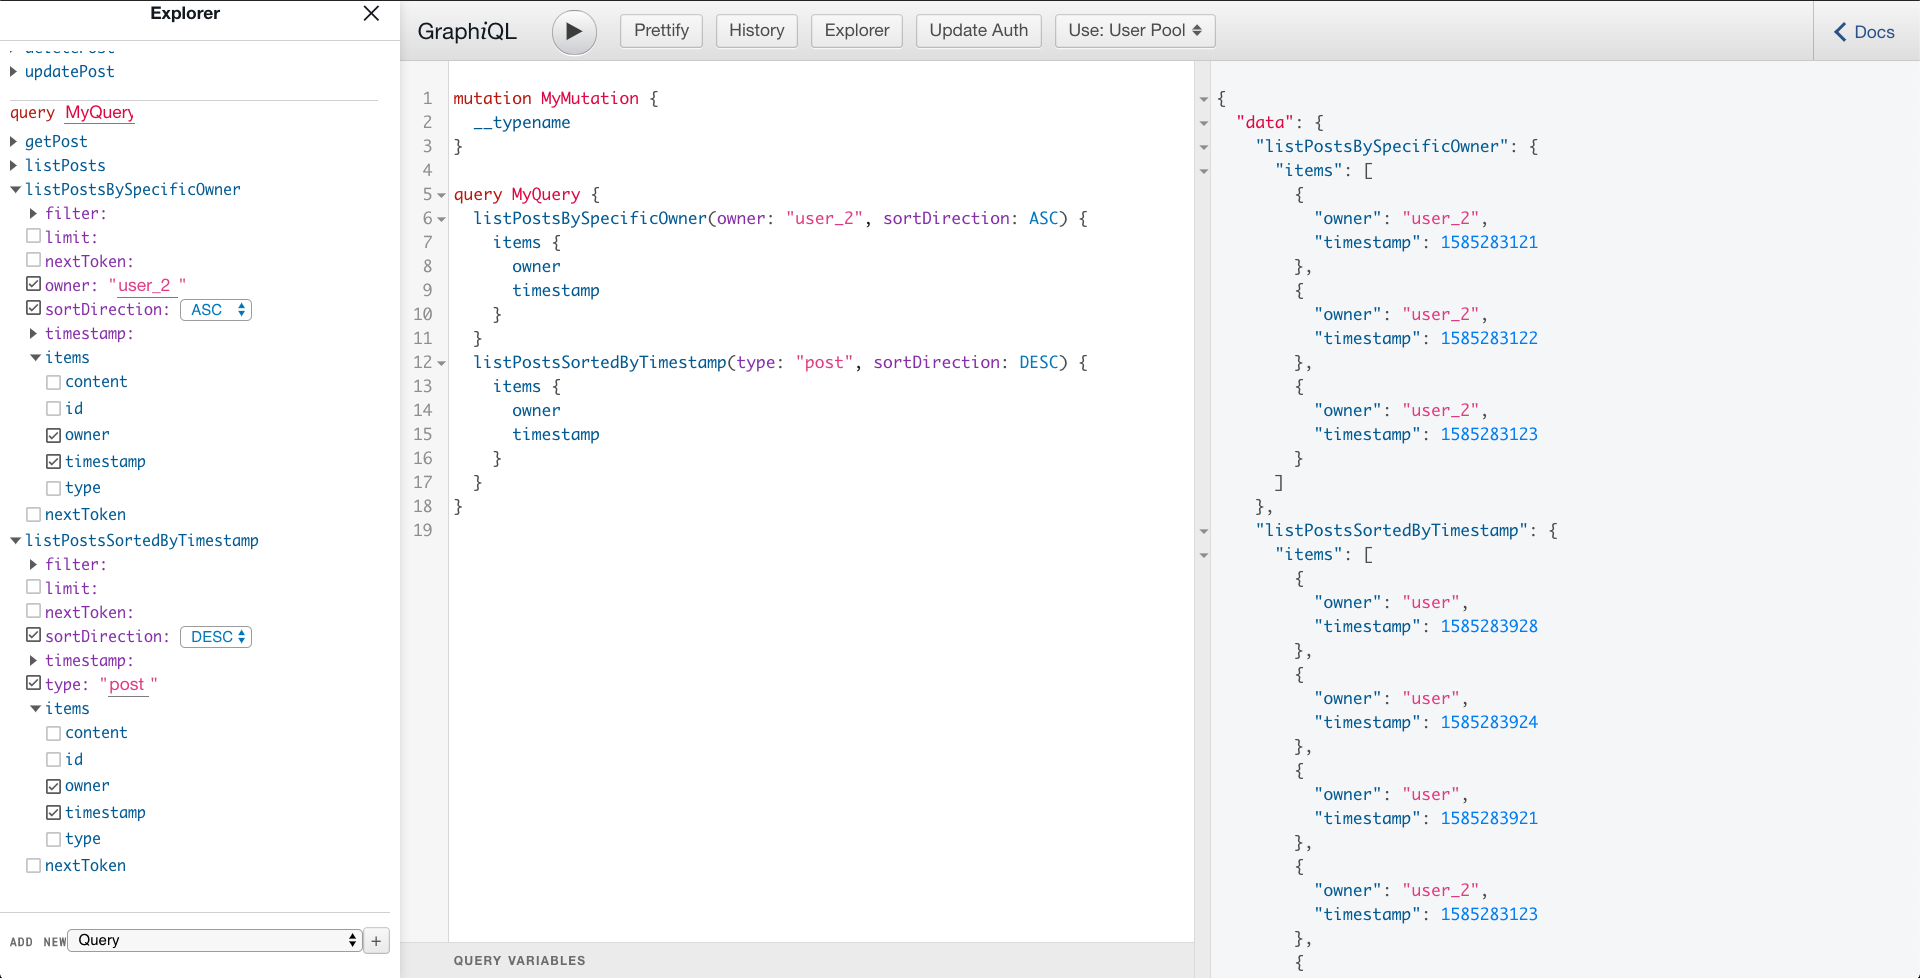 Explorer
deletePost
updatePost
query MyQuery
getPost
listPosts
listPostsBySpecificOwner
filter:
limit:
nextToken:
owner: "user_2 "
sortDirection: ASC
timestamp:
items
content
id
owner
timestamp
type
nextToken
listPostsSortedByTimestamp
filter:
limit:
nextToken:
sortDirection: DESC
timestamp:
type: "post "
items
content
id
owner
timestamp
type
nextToken
ADD NEW Query +
GraphiQL Prettify History Explorer Update Auth Use: User Pool Docs
1 mutation MyMutation {
2 __typename
3 }
4
5 query MyQuery {
6 listPostsBySpecificOwner(owner: "user_2", sortDirection: ASC) {
7 items {
8 owner
9 timestamp
10 }
11 }
12 listPostsSortedByTimestamp(type: "post", sortDirection: DESC) {
13 items {
14 owner
15 timestamp
16 }
17 }
18 }
19
QUERY VARIABLES
{
"data": {
"listPostsBySpecificOwner": {
"items": [
{
"owner": "user_2",
"timestamp": 1585283121
},
{
"owner": "user_2",
"timestamp": 1585283122
},
{
"owner": "user_2",
"timestamp": 1585283123
}
]
},
"listPostsSortedByTimestamp": {
"items": [
{
"owner": "user",
"timestamp": 1585283928
},
{
"owner": "user",
"timestamp": 1585283924
},
{
"owner": "user",
"timestamp": 1585283921
},
{
"owner": "user_2",
"timestamp": 1585283123
},
{